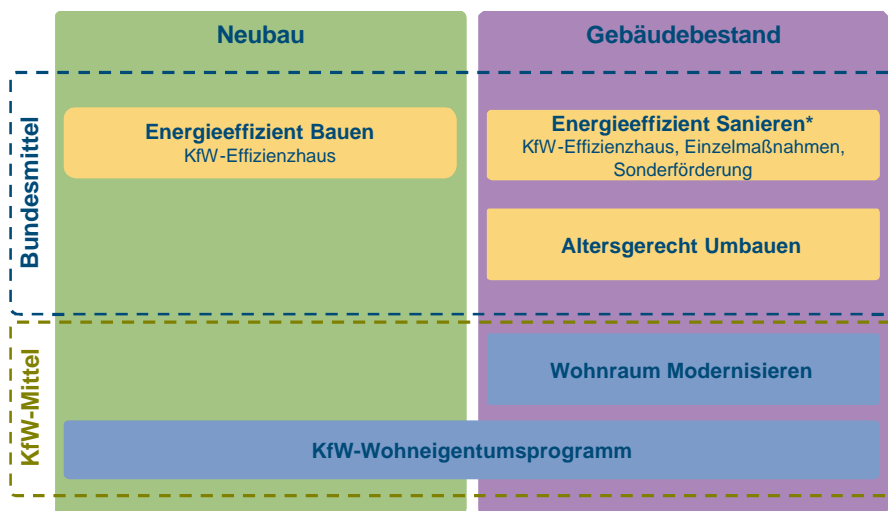 Neubau
Gebäudebestand
Bundesmittel
Energieeffizient Bauen
KfW-Effizienzhaus
Energieeffizient Sanieren*
KfW-Effizienzhaus, Einzelmaßnahmen,
Sonderförderung
Altersgerecht Umbauen
KfW-Mittel
Wohnraum Modernisieren
KfW-Wohneigentumsprogramm